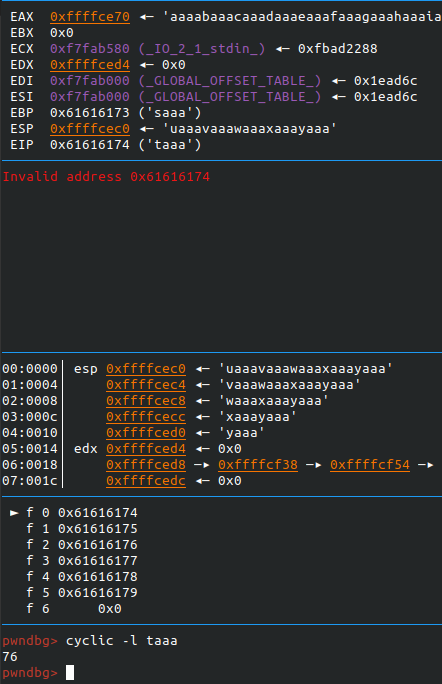 EAX 0xffffce70 ◂— 'aaaabaaacaaadaaaeaaafaaagaaahaaaia
EBX 0x0
ECX 0xf7fab580 (_IO_2_1_stdin_) ◂— 0xfbad2288
EDX 0xffffced4 ◂— 0x0
EDI 0xf7fab000 (_GLOBAL_OFFSET_TABLE_) ◂— 0x1ead6c
ESI 0xf7fab000 (_GLOBAL_OFFSET_TABLE_) ◂— 0x1ead6c
EBP 0x61616173 ('saaa')
ESP 0xffffcec0 ◂— 'uaaavaaawaaaxaaayaaa'
EIP 0x61616174 ('taaa')
Invalid address 0x61616174
00:0000│ esp 0xffffcec0 ◂— 'uaaavaaawaaaxaaayaaa'
01:0004│ 0xffffcec4 ◂— 'vaaawaaaxaaayaaa'
02:0008│ 0xffffcec8 ◂— 'waaaxaaayaaa'
03:000c│ 0xffffcecc ◂— 'xaaayaaa'
04:0010│ 0xffffced0 ◂— 'yaaa'
05:0014│ edx 0xffffced4 ◂— 0x0
06:0018│ 0xffffced8 —▸ 0xffffcf38 —▸ 0xffffcf54 —▸
07:001c│ 0xffffcedc ◂— 0x0
► f 0 0x61616174
f 1 0x61616175
f 2 0x61616176
f 3 0x61616177
f 4 0x61616178
f 5 0x61616179
f 6 0x0
pwndbg> cyclic -l taaa
76
pwndbg>